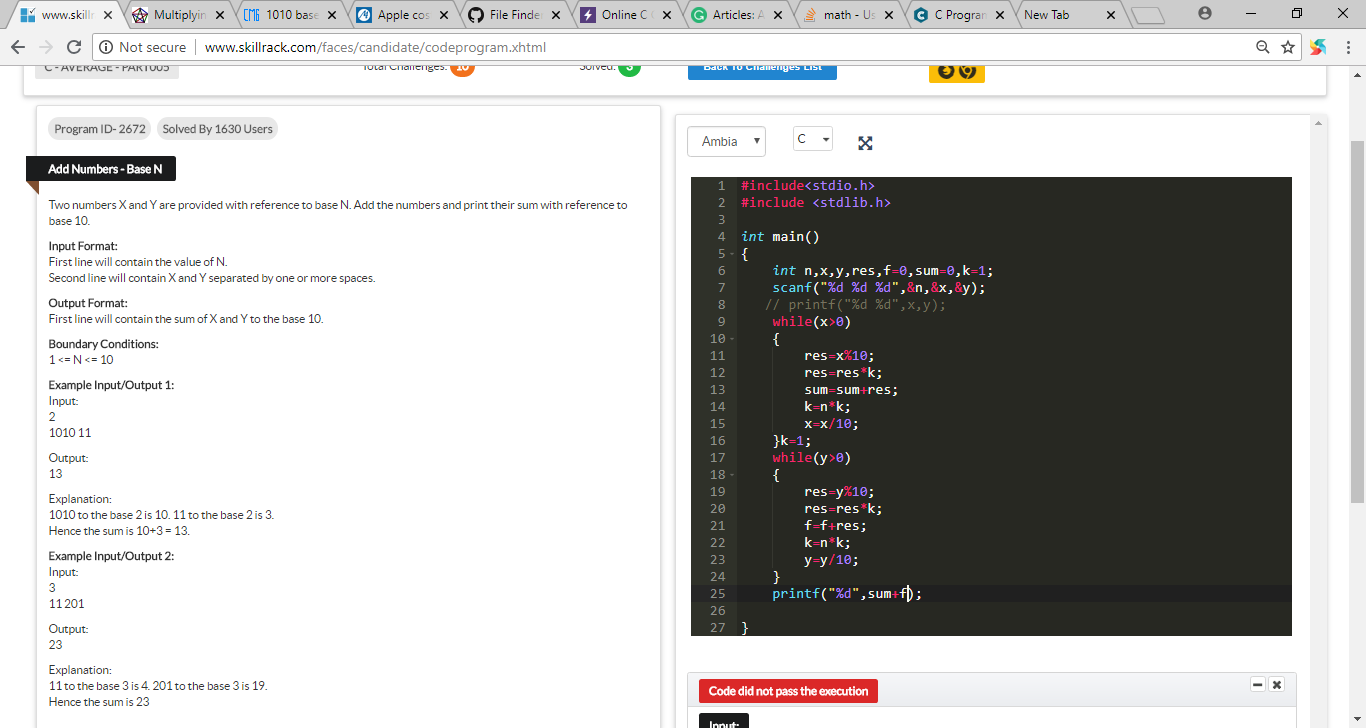 www.skillr
Multiplyin
1010 base
Apple cos
File Finde
Online C
Articles: A
math - Us
C Program
New Tab
Not secure
www.skillrack.com/faces/candidate/codeprogram.xhtml
C - AVERAGE - PART005
Total Challenges: 10
Solved: 3
Back To Challenges List
Program ID- 2672
Solved By 1630 Users
Add Numbers - Base N
Two numbers X and Y are provided with reference to base N. Add the numbers and print their sum with reference to
base 10.
Input Format:
First line will contain the value of N.
Second line will contain X and Y separated by one or more spaces.
Output Format:
First line will contain the sum of X and Y to the base 10.
Boundary Conditions:
1 <= N <= 10
Example Input/Output 1:
Input:
2
1010 11
Output:
13
Explanation:
1010 to the base 2 is 10. 11 to the base 2 is 3.
Hence the sum is 10+3 = 13.
Example Input/Output 2:
Input:
3
11 201
Output:
23
Explanation:
11 to the base 3 is 4. 201 to the base 3 is 19.
Hence the sum is 23
Ambia
C
1 #include<stdio.h>
2 #include <stdlib.h>
3
4 int main()
5 {
6 int n,x,y,res,f=0,sum=0,k=1;
7 scanf("%d %d %d",&n,&x,&y);
8 // printf("%d %d",x,y);
9 while(x>0)
10 {
11 res=x%10;
12 res=res*k;
13 sum=sum+res;
14 k=n*k;
15 x=x/10;
16 }k=1;
17 while(y>0)
18 {
19 res=y%10;
20 res=res*k;
21 f=f+res;
22 k=n*k;
23 y=y/10;
24 }
25 printf("%d",sum+f);
26
27 }
Code did not pass the execution
Input: